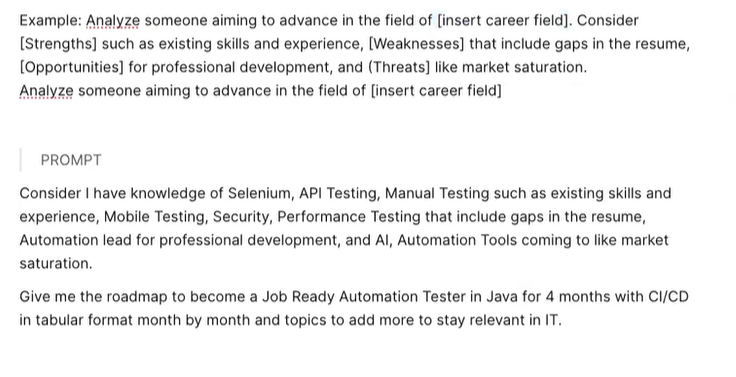 Example: Analyze someone aiming to advance in the field of [insert career field]. Consider
[Strengths] such as existing skills and experience, [Weaknesses] that include gaps in the resume,
[Opportunities] for professional development, and (Threats] like market saturation.
Analyze someone aiming to advance in the field of [insert career field]
PROMPT
Consider I have knowledge of Selenium, API Testing, Manual Testing such as existing skills and
experience, Mobile Testing, Security, Performance Testing that include gaps in the resume,
Automation lead for professional development, and AI, Automation Tools coming to like market
saturation.
Give me the roadmap to become a Job Ready Automation Tester in Java for 4 months with CI/CD
in tabular format month by month and topics to add more to stay relevant in IT.